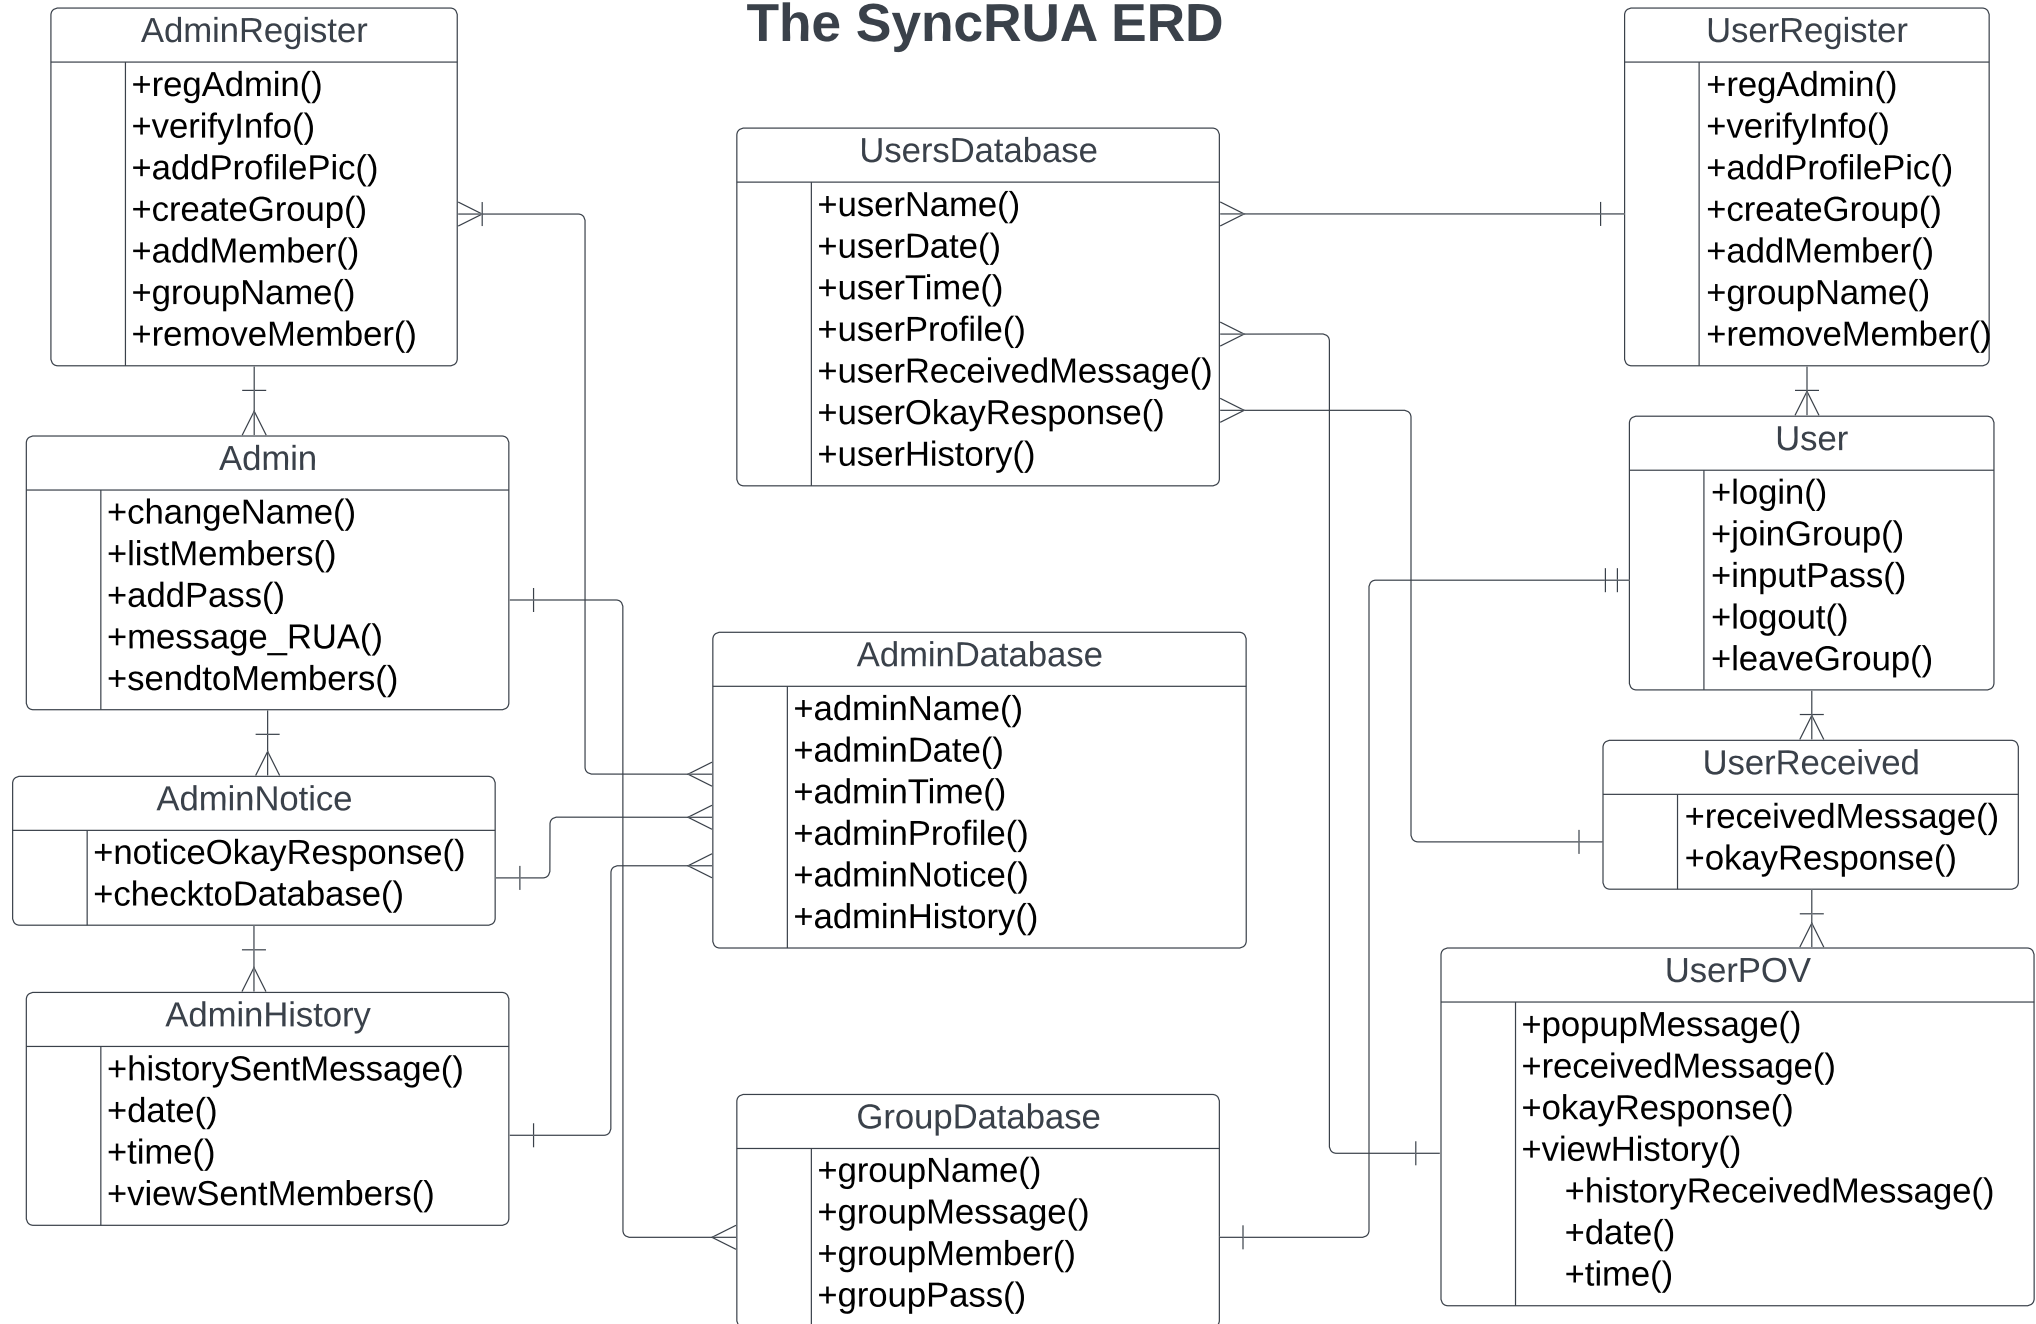 The SyncRUA ERD
AdminRegister
+regAdmin()
+verifyInfo()
+addProfilePic()
+createGroup()
+addMember()
+groupName()
+removeMember()
Admin
+changeName()
+listMembers()
+addPass()
+message_RUA()
+sendtoMembers()
AdminNotice
+noticeOkayResponse()
+checktoDatabase()
AdminHistory
+historySentMessage()
+date()
+time()
+viewSentMembers()
UsersDatabase
+userName()
+userDate()
+userTime()
+userProfile()
+userReceivedMessage()
+userOkayResponse()
+userHistory()
AdminDatabase
+adminName()
+adminDate()
+adminTime()
+adminProfile()
+adminNotice()
+adminHistory()
GroupDatabase
+groupName()
+groupMessage()
+groupMember()
+groupPass()
UserRegister
+regAdmin()
+verifyInfo()
+addProfilePic()
+createGroup()
+addMember()
+groupName()
+removeMember()
User
+login()
+joinGroup()
+inputPass()
+logout()
+leaveGroup()
UserReceived
+receivedMessage()
+okayResponse()
UserPOV
+popupMessage()
+receivedMessage()
+okayResponse()
+viewHistory()
+historyReceivedMessage()
+date()
+time()